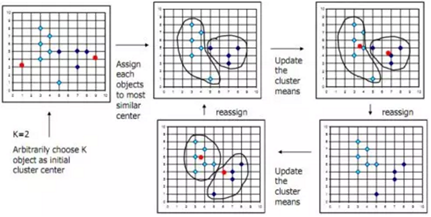 K=2
Arbitrarily choose K
object as initial
cluster center
Assign
each
objects
to most
similar
center
Update
the
cluster
means
reassign
reassign
Update
the
cluster
means